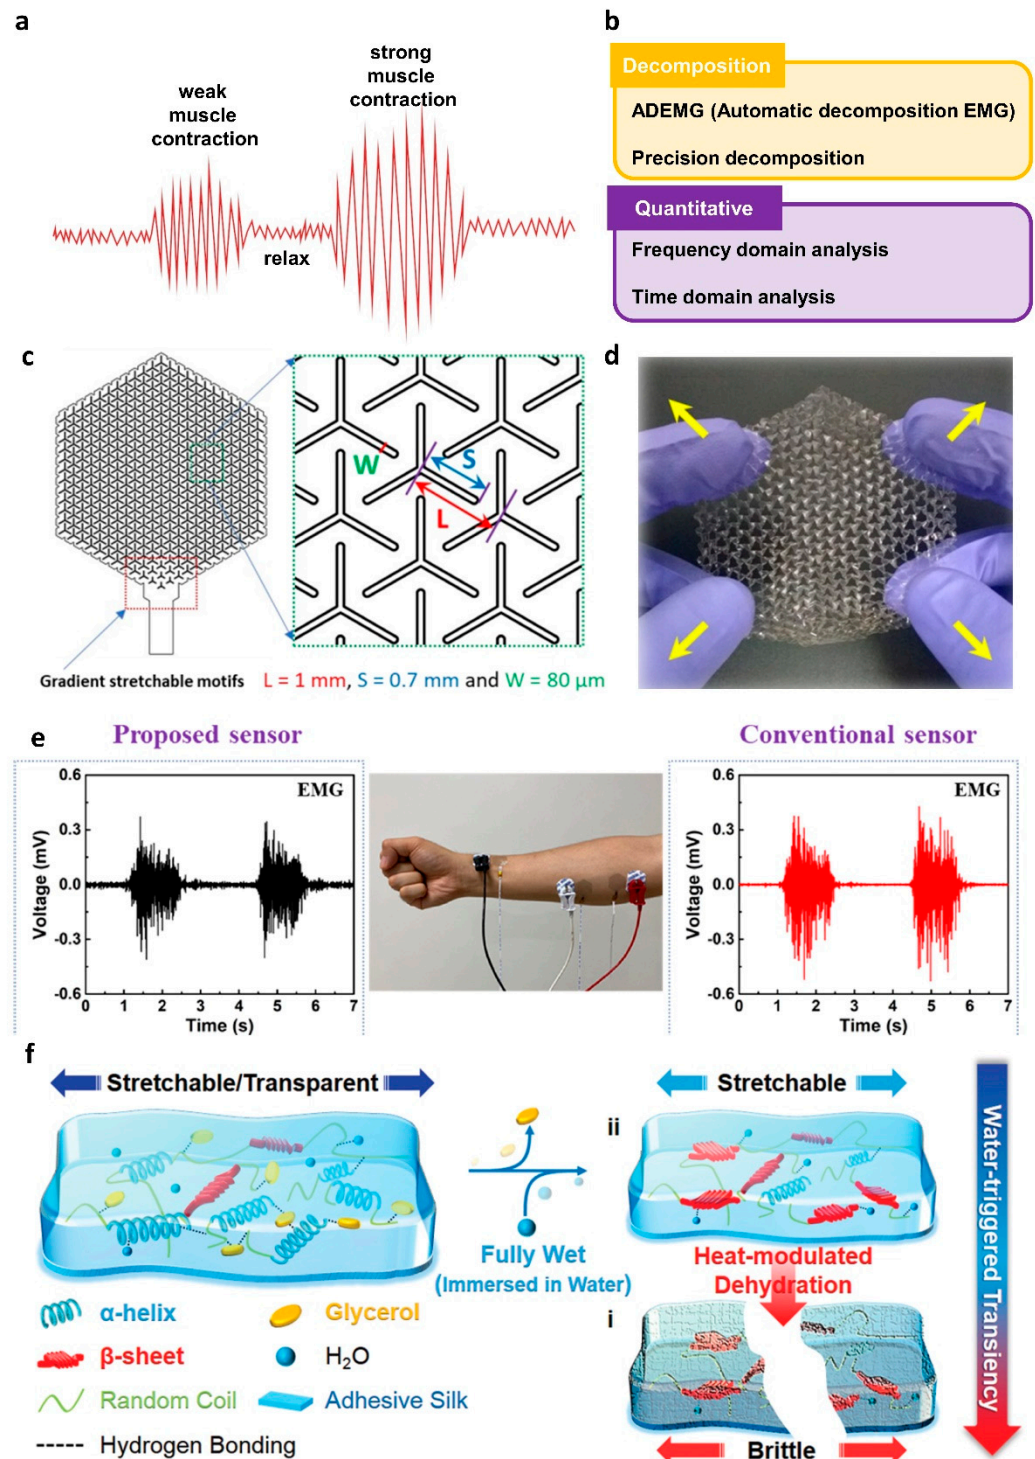 a
weak
muscle
contraction
strong
muscle
contraction
relax
b
Decomposition
ADEMG (Automatic decomposition EMG)
Precision decomposition
Quantitative
Frequency domain analysis
Time domain analysis
c
W
S
L
Gradient stretchable motifs
L = 1 mm, S = 0.7 mm and W = 80 μm
d
e
Proposed sensor
EMG
Voltage (mV)
0.6
0.3
0.0
-0.3
-0.6
0 1 2 3 4 5 6 7
Time (s)
Conventional sensor
EMG
Voltage (mV)
0.6
0.3
0.0
-0.3
-0.6
0 1 2 3 4 5 6 7
Time (s)
f
Stretchable/Transparent
Fully Wet
(Immersed in Water)
ii
Stretchable
Heat-modulated
Dehydration
i
Brittle
Water-triggered Transiency
α-helix
Glycerol
β-sheet
H₂O
Random Coil
Adhesive Silk
Hydrogen Bonding